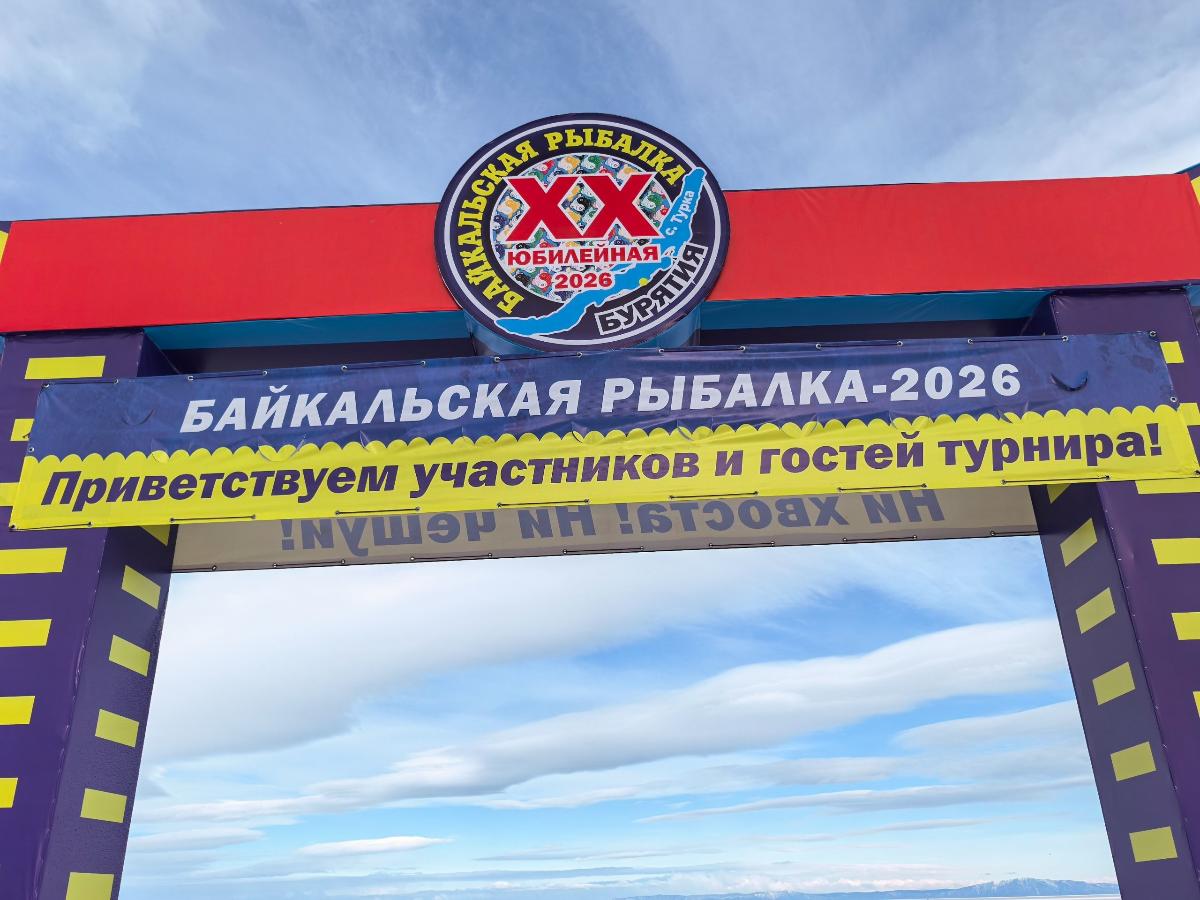 БАЙКАЛЬСКАЯ РЫБАЛКА
XX
с. Турка
ЮБИЛЕЙНАЯ
2026
БУРЯТИЯ
БАЙКАЛЬСКАЯ РЫБАЛКА-2026
Приветствуем участников и гостей турнира!
Ни хвоста! Ни чешуи!